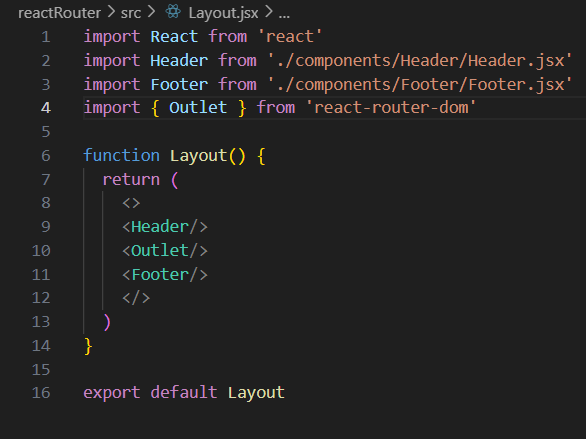 reactRouter > src > Layout.jsx > ...
1 import React from 'react'
2 import Header from './components/Header/Header.jsx'
3 import Footer from './components/Footer/Footer.jsx'
4 import { Outlet } from 'react-router-dom'
5
6 function Layout() {
7   return (
8     <>
9     <Header/>
10     <Outlet/>
11     <Footer/>
12     </>
13   )
14 }
15
16 export default Layout